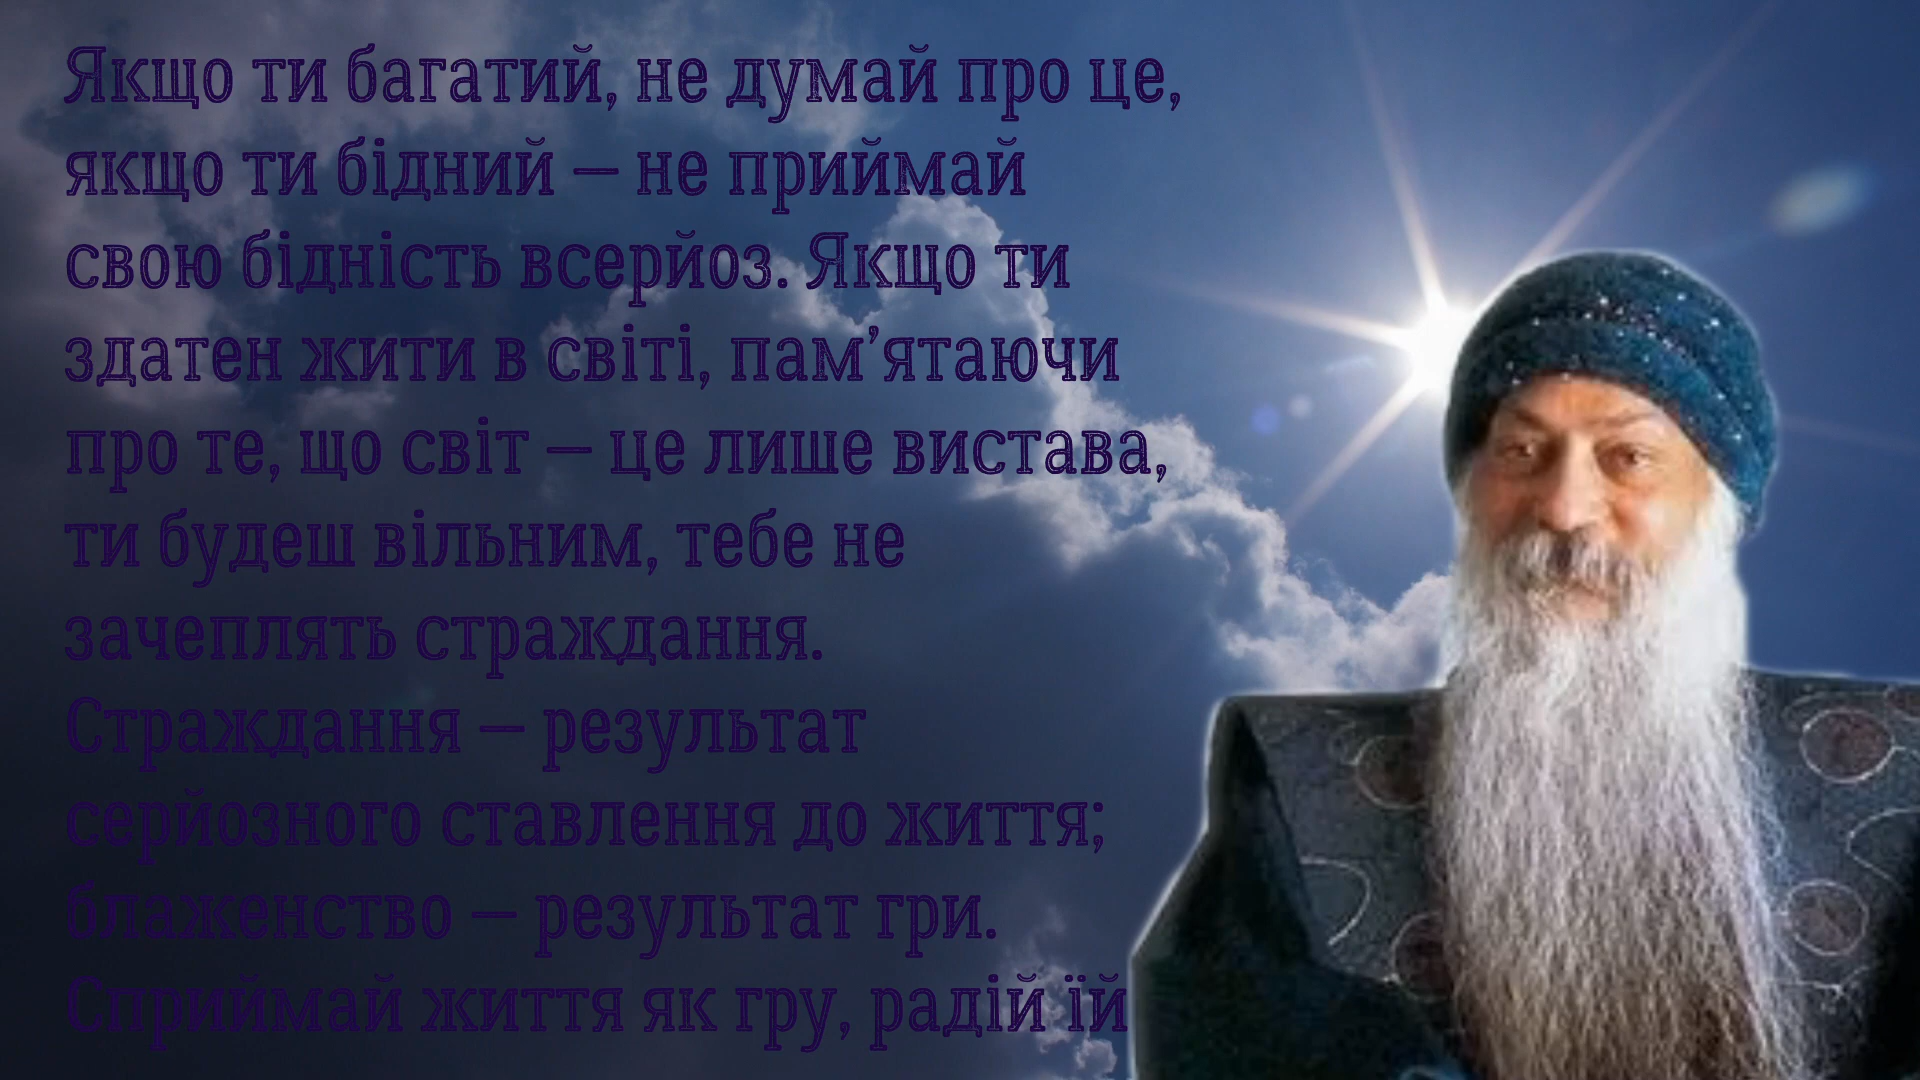 Якщо ти багатий, не думай про це,
якщо ти бідний – не приймай
свою бідність всерйоз. Якщо ти
здатен жити в світі, пам’ятаючи
про те, що світ – це лише вистава,
ти будеш вільним, тебе не
зачеплять страждання.
Страждання – результат
серйозного ставлення до життя;
блаженство – результат гри.
Сприймай життя як гру, радій їй